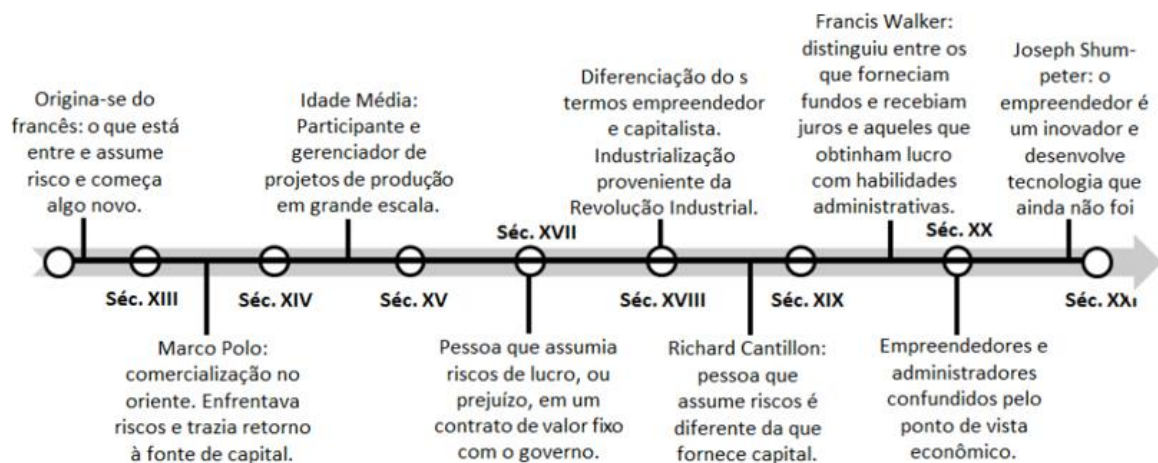 Origina-se do
francês: o que está
entre e assume
risco e começa
algo novo.
Idade Média:
Participante e
gerenciador de
projetos de produção
em grande escala.
Diferenciação do s
termos empreendedor
e capitalista.
Industrialização
proveniente da
Revolução Industrial.
Francis Walker:
distinguiu entre os
que forneciam
fundos e recebiam
juros e aqueles que
obtinham lucro
com habilidades
administrativas.
Joseph Shum-
peter: o
empreendedor é
um inovador e
desenvolve
tecnologia que
ainda não foi
Séc. XIII
Séc. XIV
Séc. XV
Séc. XVII
Séc. XVIII
Séc. XIX
Séc. XX
Séc. XXI
Marco Polo:
comercialização no
oriente. Enfrentava
riscos e trazia retorno
à fonte de capital.
Pessoa que assumia
riscos de lucro, ou
prejuízo, em um
contrato de valor fixo
com o governo.
Richard Cantillon:
pessoa que
assume riscos é
diferente da que
fornece capital.
Empreendedores e
administradores
confundidos pelo
ponto de vista
econômico.